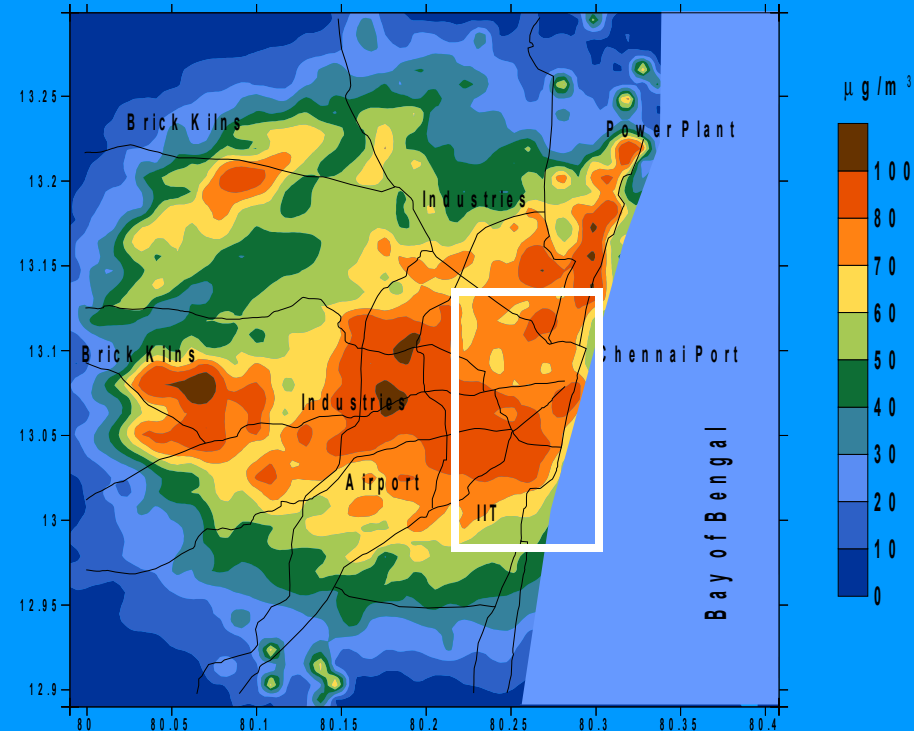 μg/m³
13.25
13.2
13.15
13.1
13.05
13
12.95
12.9
80
80.05
80.1
80.15
80.2
80.25
80.3
80.35
80.4
Brick Kilns
Power Plant
Industries
Brick Kilns
Chennai Port
Industries
Airport
IIT
Bay of Bengal
100
80
70
60
50
40
30
20
10
0